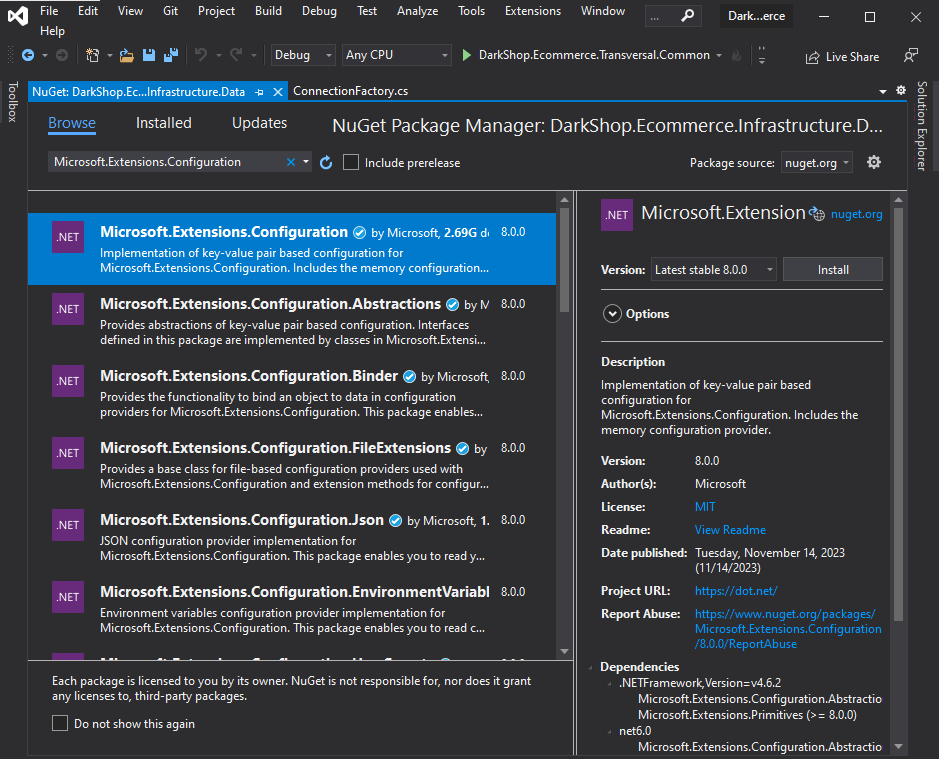 File Edit View Git Project Build Debug Test Analyze Tools Extensions Window ... Dark...erce
Help
Debug Any CPU DarkShop.Ecommerce.Transversal.Common Live Share
Toolbox
NuGet: DarkShop.Ec...Infrastructure.Data ConnectionFactory.cs
Solution Explorer
Browse Installed Updates NuGet Package Manager: DarkShop.Ecommerce.Infrastructure.D...
Microsoft.Extensions.Configuration Include prerelease Package source: nuget.org
.NET
Microsoft.Extensions.Configuration by Microsoft, 2.69G do 8.0.0
Implementation of key-value pair based configuration for
Microsoft.Extensions.Configuration. Includes the memory configuration...
.NET
Microsoft.Extensions.Configuration.Abstractions by M 8.0.0
Provides abstractions of key-value pair based configuration. Interfaces
defined in this package are implemented by classes in Microsoft.Extensi...
.NET
Microsoft.Extensions.Configuration.Binder by Microsoft, 8.0.0
Provides the functionality to bind an object to data in configuration
providers for Microsoft.Extensions.Configuration. This package enables...
.NET
Microsoft.Extensions.Configuration.FileExtensions by 8.0.0
Provides a base class for file-based configuration providers used with
Microsoft.Extensions.Configuration and extension methods for configur...
.NET
Microsoft.Extensions.Configuration.Json by Microsoft, 1. 8.0.0
JSON configuration provider implementation for
Microsoft.Extensions.Configuration. This package enables you to read y...
.NET
Microsoft.Extensions.Configuration.EnvironmentVariabl 8.0.0
Environment variables configuration provider implementation for
Microsoft.Extensions.Configuration. This package enables you to read c...
Each package is licensed to you by its owner. NuGet is not responsible for, nor does it grant
any licenses to, third-party packages.
Do not show this again
.NET Microsoft.Extension nuget.org
Version: Latest stable 8.0.0 Install
Options
Description
Implementation of key-value pair based
configuration for
Microsoft.Extensions.Configuration. Includes the
memory configuration provider.
Version: 8.0.0
Author(s): Microsoft
License: MIT
Readme: View Readme
Date published: Tuesday, November 14, 2023
(11/14/2023)
Project URL: https://dot.net/
Report Abuse: https://www.nuget.org/packages/
Microsoft.Extensions.Configuration
/8.0.0/ReportAbuse
Dependencies
.NETFramework,Version=v4.6.2
Microsoft.Extensions.Configuration.Abstractio
Microsoft.Extensions.Primitives (>= 8.0.0)
net6.0
Microsoft.Extensions.Configuration.Abstractio